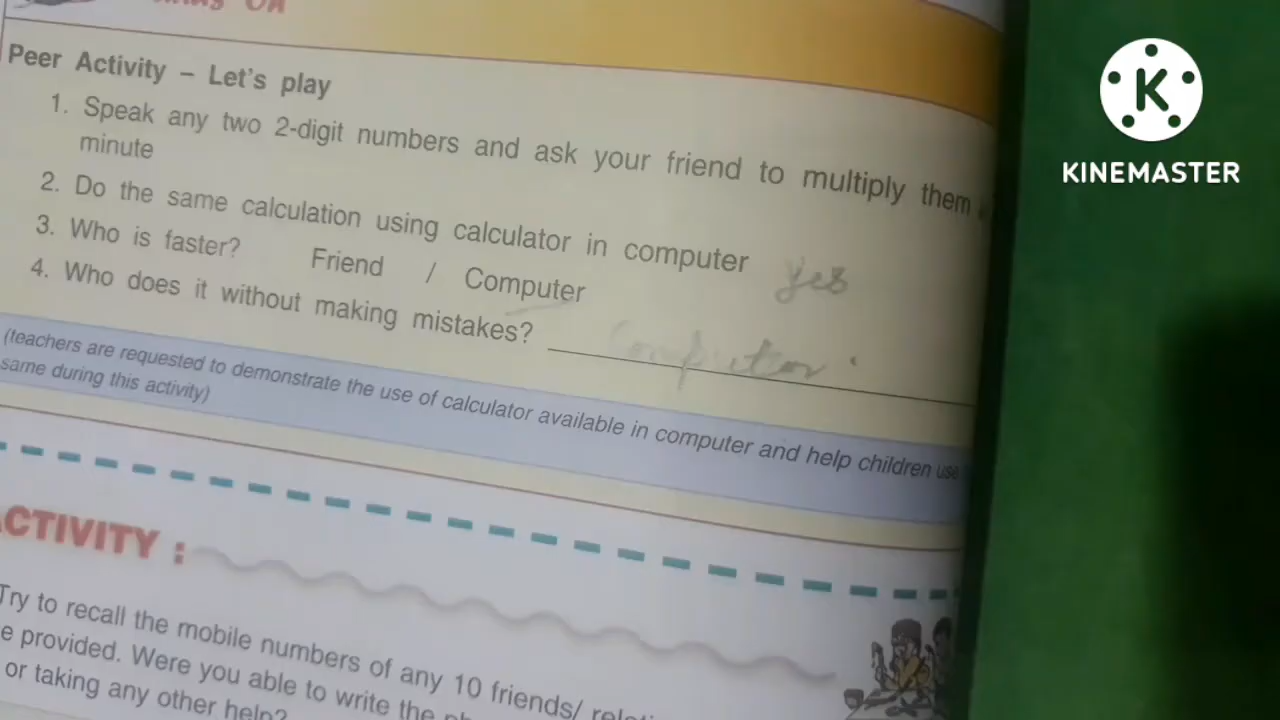 On
Peer Activity – Let's play
1. Speak any two 2-digit numbers and ask your friend to multiply them
minute
2. Do the same calculation using calculator in computer yes
3. Who is faster? Friend / Computer
4. Who does it without making mistakes? Computer.
(teachers are requested to demonstrate the use of calculator available in computer and help children use
same during this activity)
ACTIVITY :
Try to recall the mobile numbers of any 10 friends/
e provided. Were you able to write the
or taking any other help?
K
KINEMASTER